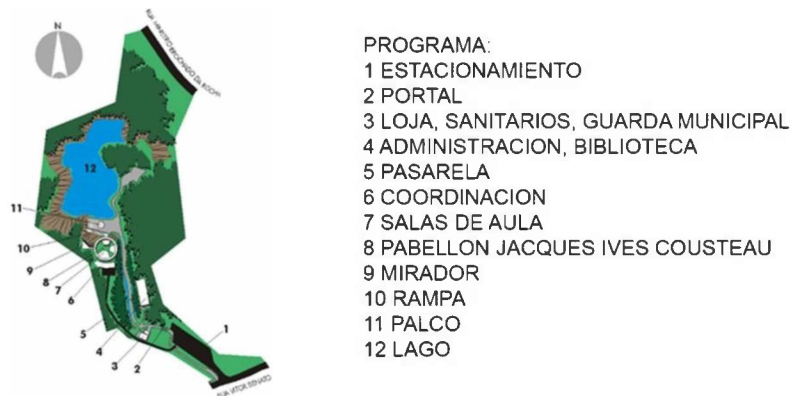 N
12
11
10
9
8
7
6
5
4
3
2
1
PROGRAMA:
1 ESTACIONAMIENTO
2 PORTAL
3 LOJA, SANITARIOS, GUARDA MUNICIPAL
4 ADMINISTRACION, BIBLIOTECA
5 PASARELA
6 COORDINACION
7 SALAS DE AULA
8 PABELLON JACQUES IVES COUSTEAU
9 MIRADOR
10 RAMPA
11 PALCO
12 LAGO